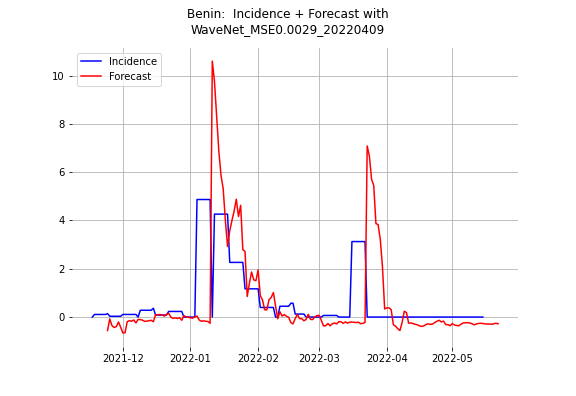 Benin:  Incidence + Forecast with
WaveNet_MSE0.0029_20220409
Incidence
Forecast
10
8
6
4
2
0
2021-12 2022-01 2022-02 2022-03 2022-04 2022-05